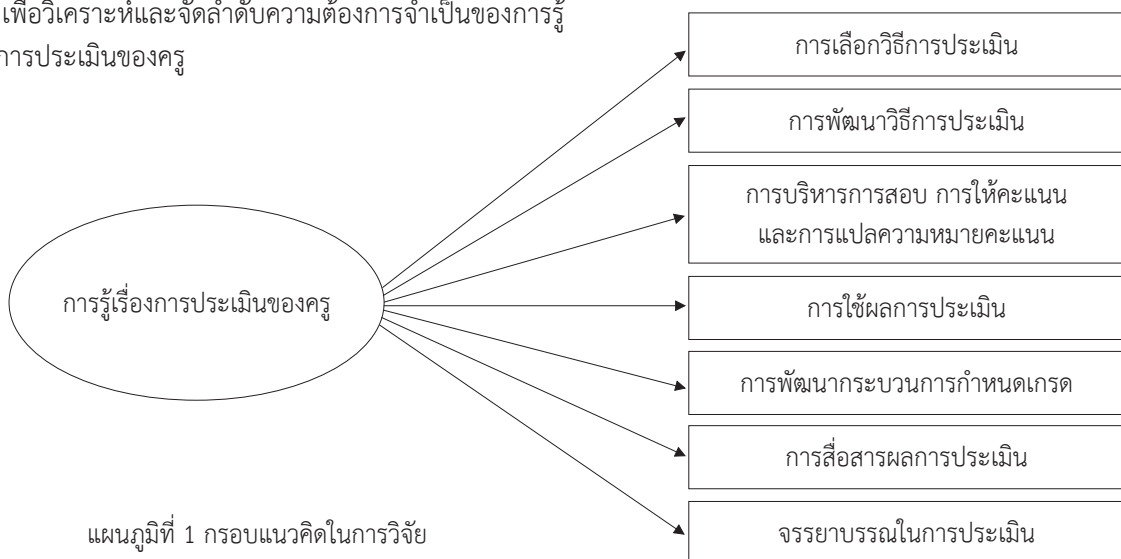 เพื่อวิเคราะห์และจัดลำดับความต้องการจำเป็นของการรู้
การประเมินของครู
การเลือกวิธีการประเมิน
การพัฒนาวิธีการประเมิน
การบริหารการสอบ การให้คะแนน
และการแปลความหมายคะแนน
การรู้เรื่องการประเมินของครู
การใช้ผลการประเมิน
การพัฒนากระบวนการกำหนดเกรด
การสื่อสารผลการประเมิน
จรรยาบรรณในการประเมิน
แผนภูมิที่ 1 กรอบแนวคิดในการวิจัย